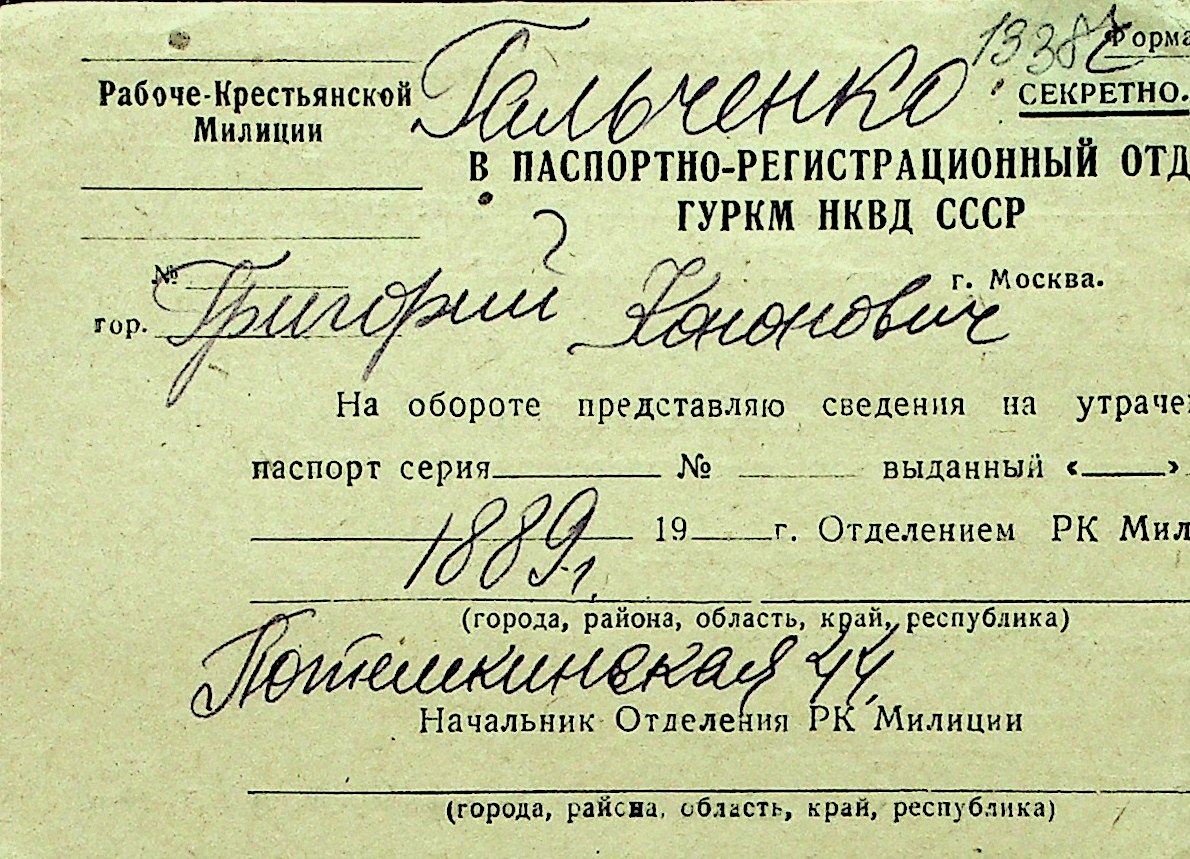 1338 Форма
Рабоче-Крестьянской Гальченко СЕКРЕТНО.
Милиции
В ПАСПОРТНО-РЕГИСТРАЦИОННЫЙ ОТД
ГУРКМ НКВД СССР
№ г. Москва.
гор. Григорий Кононович
На обороте представляю сведения на утраче
паспорт серия № выданный « »
1889 г. 19 г. Отделением РК Мил
(города, района, область, край, республика)
Потемкинская 44,
Начальник Отделения РК Милиции
(города, района, область, край, республика)